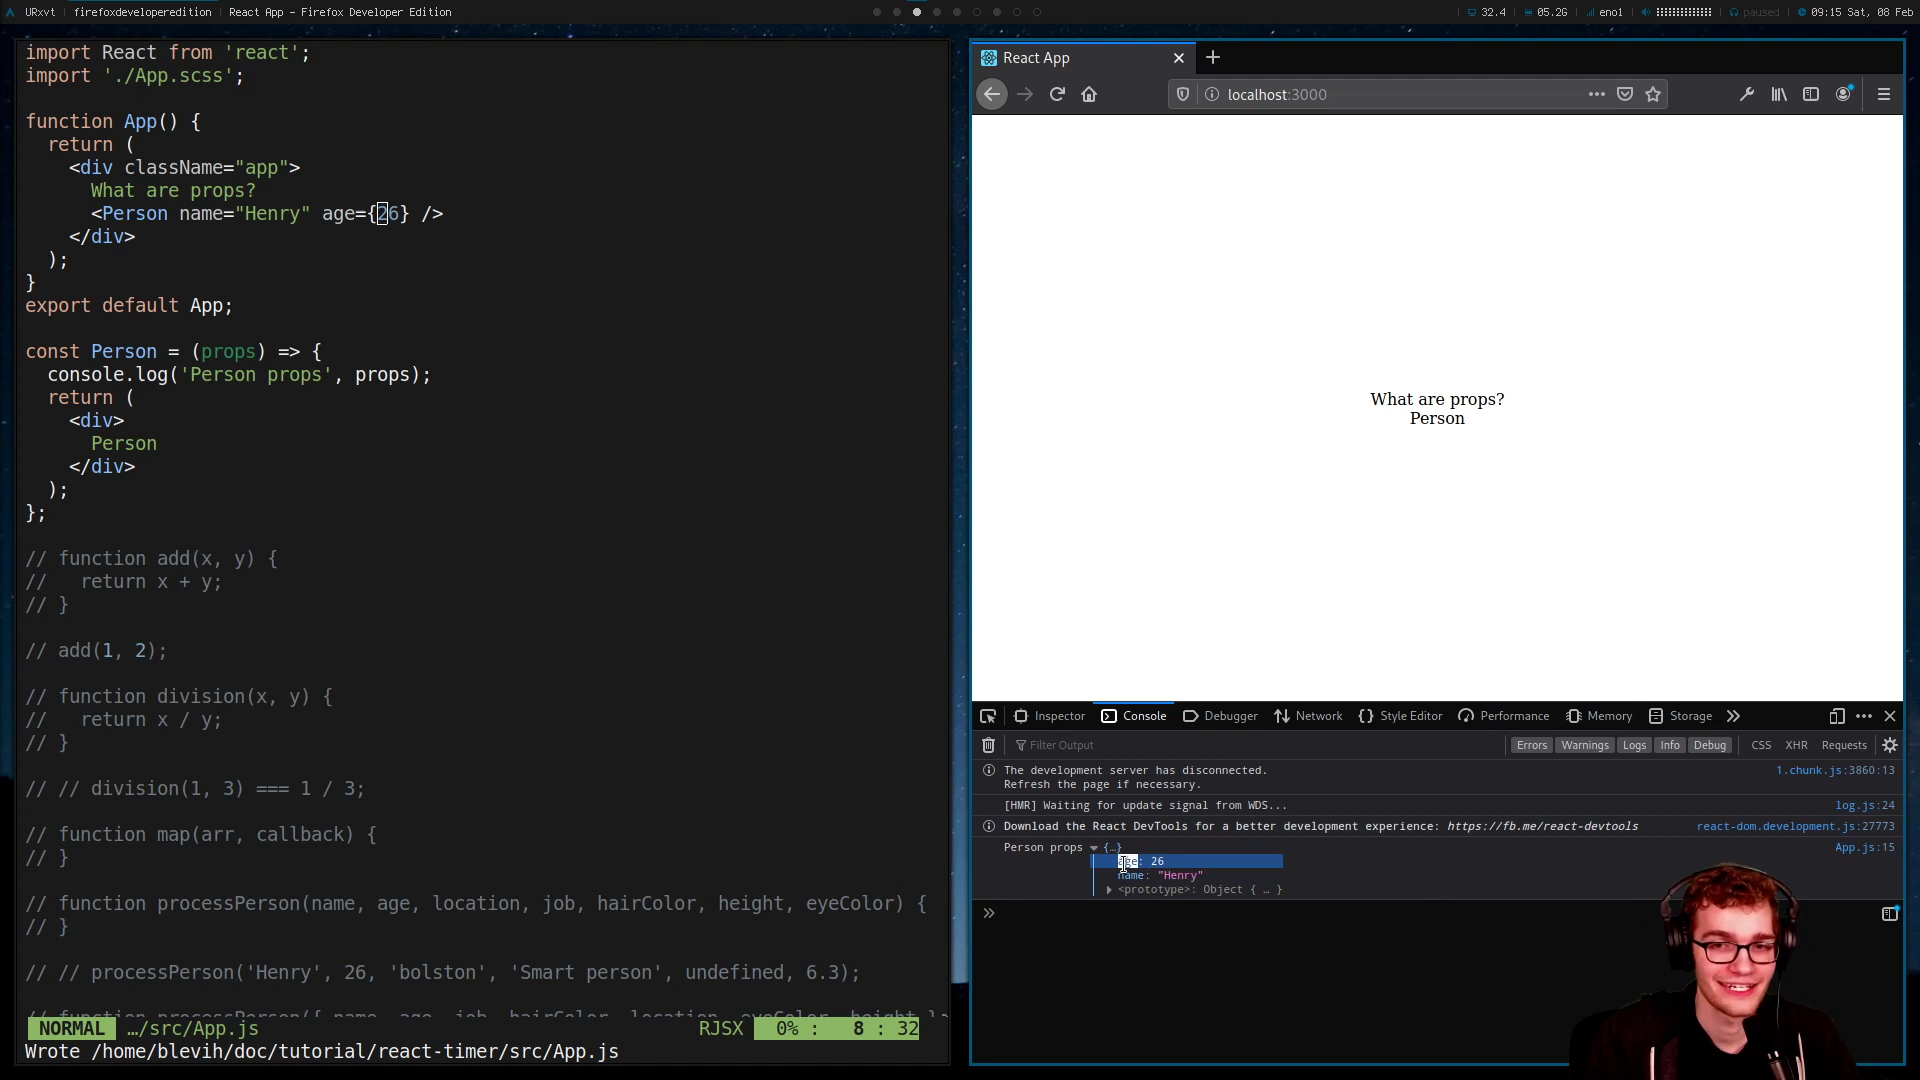 URxvt firefoxdeveloperedition React App - Firefox Developer Edition 32.4 05.2G eno1 paused 09:15 Sat, 08 Feb
import React from 'react';
import './App.scss';
function App() {
  return (
    <div className="app">
      What are props?
      <Person name="Henry" age={26} />
    </div>
  );
}
export default App;
const Person = (props) => {
  console.log('Person props', props);
  return (
    <div>
      Person
    </div>
  );
};
// function add(x, y) {
//   return x + y;
// }
// add(1, 2);
// function division(x, y) {
//   return x / y;
// }
// // division(1, 3) === 1 / 3;
// function map(arr, callback) {
// }
// function processPerson(name, age, location, job, hairColor, height, eyeColor) {
// }
// // processPerson('Henry', 26, 'bolston', 'Smart person', undefined, 6.3);
// function processPerson({ name, age, job, hairColor, location, eyeColor, height }
NORMAL …/src/App.js RJSX 0% : 8 : 32
Wrote /home/blevih/doc/tutorial/react-timer/src/App.js
React App
localhost:3000
What are props?
Person
Inspector Console Debugger Network Style Editor Performance Memory Storage
Filter Output Errors Warnings Logs Info Debug CSS XHR Requests
The development server has disconnected. 1.chunk.js:3860:13
Refresh the page if necessary.
[HMR] Waiting for update signal from WDS... log.js:24
Download the React DevTools for a better development experience: https://fb.me/react-devtools react-dom.development.js:27773
Person props {…} App.js:15
age: 26
name: "Henry"
<prototype>: Object { … }